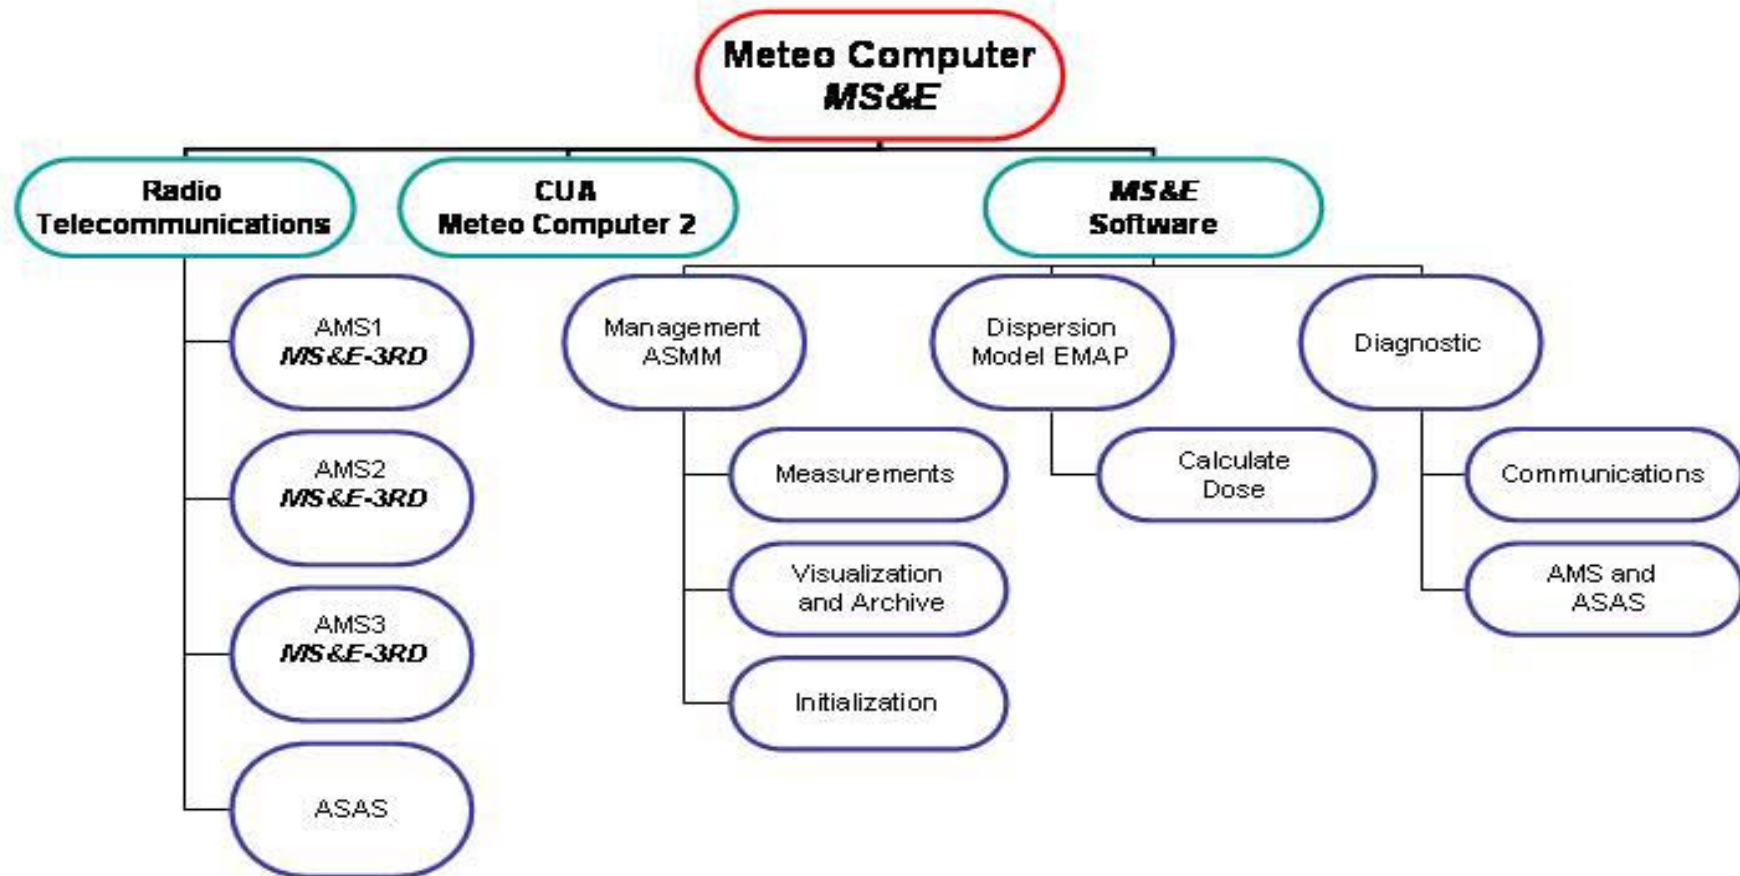 Meteo Computer
MS&E
Radio
Telecommunications
CUA
Meteo Computer 2
MS&E
Software
AMS1
MS&E-3RD
AMS2
MS&E-3RD
AMS3
MS&E-3RD
ASAS
Management
ASMM
Measurements
Visualization
and Archive
Initialization
Dispersion
Model EMAP
Calculate
Dose
Diagnostic
Communications
AMS and
ASAS